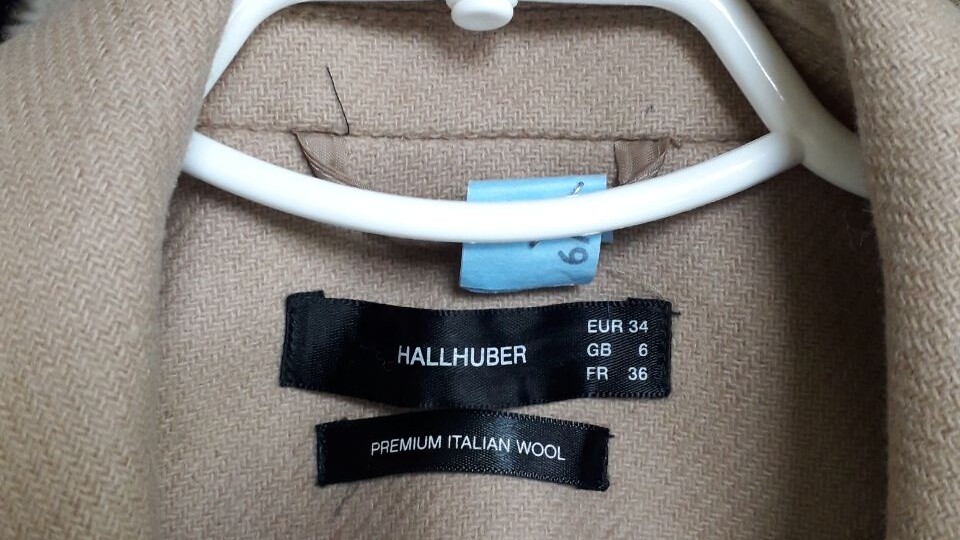 HALLHUBER
EUR 34
GB 6
FR 36
PREMIUM ITALIAN WOOL